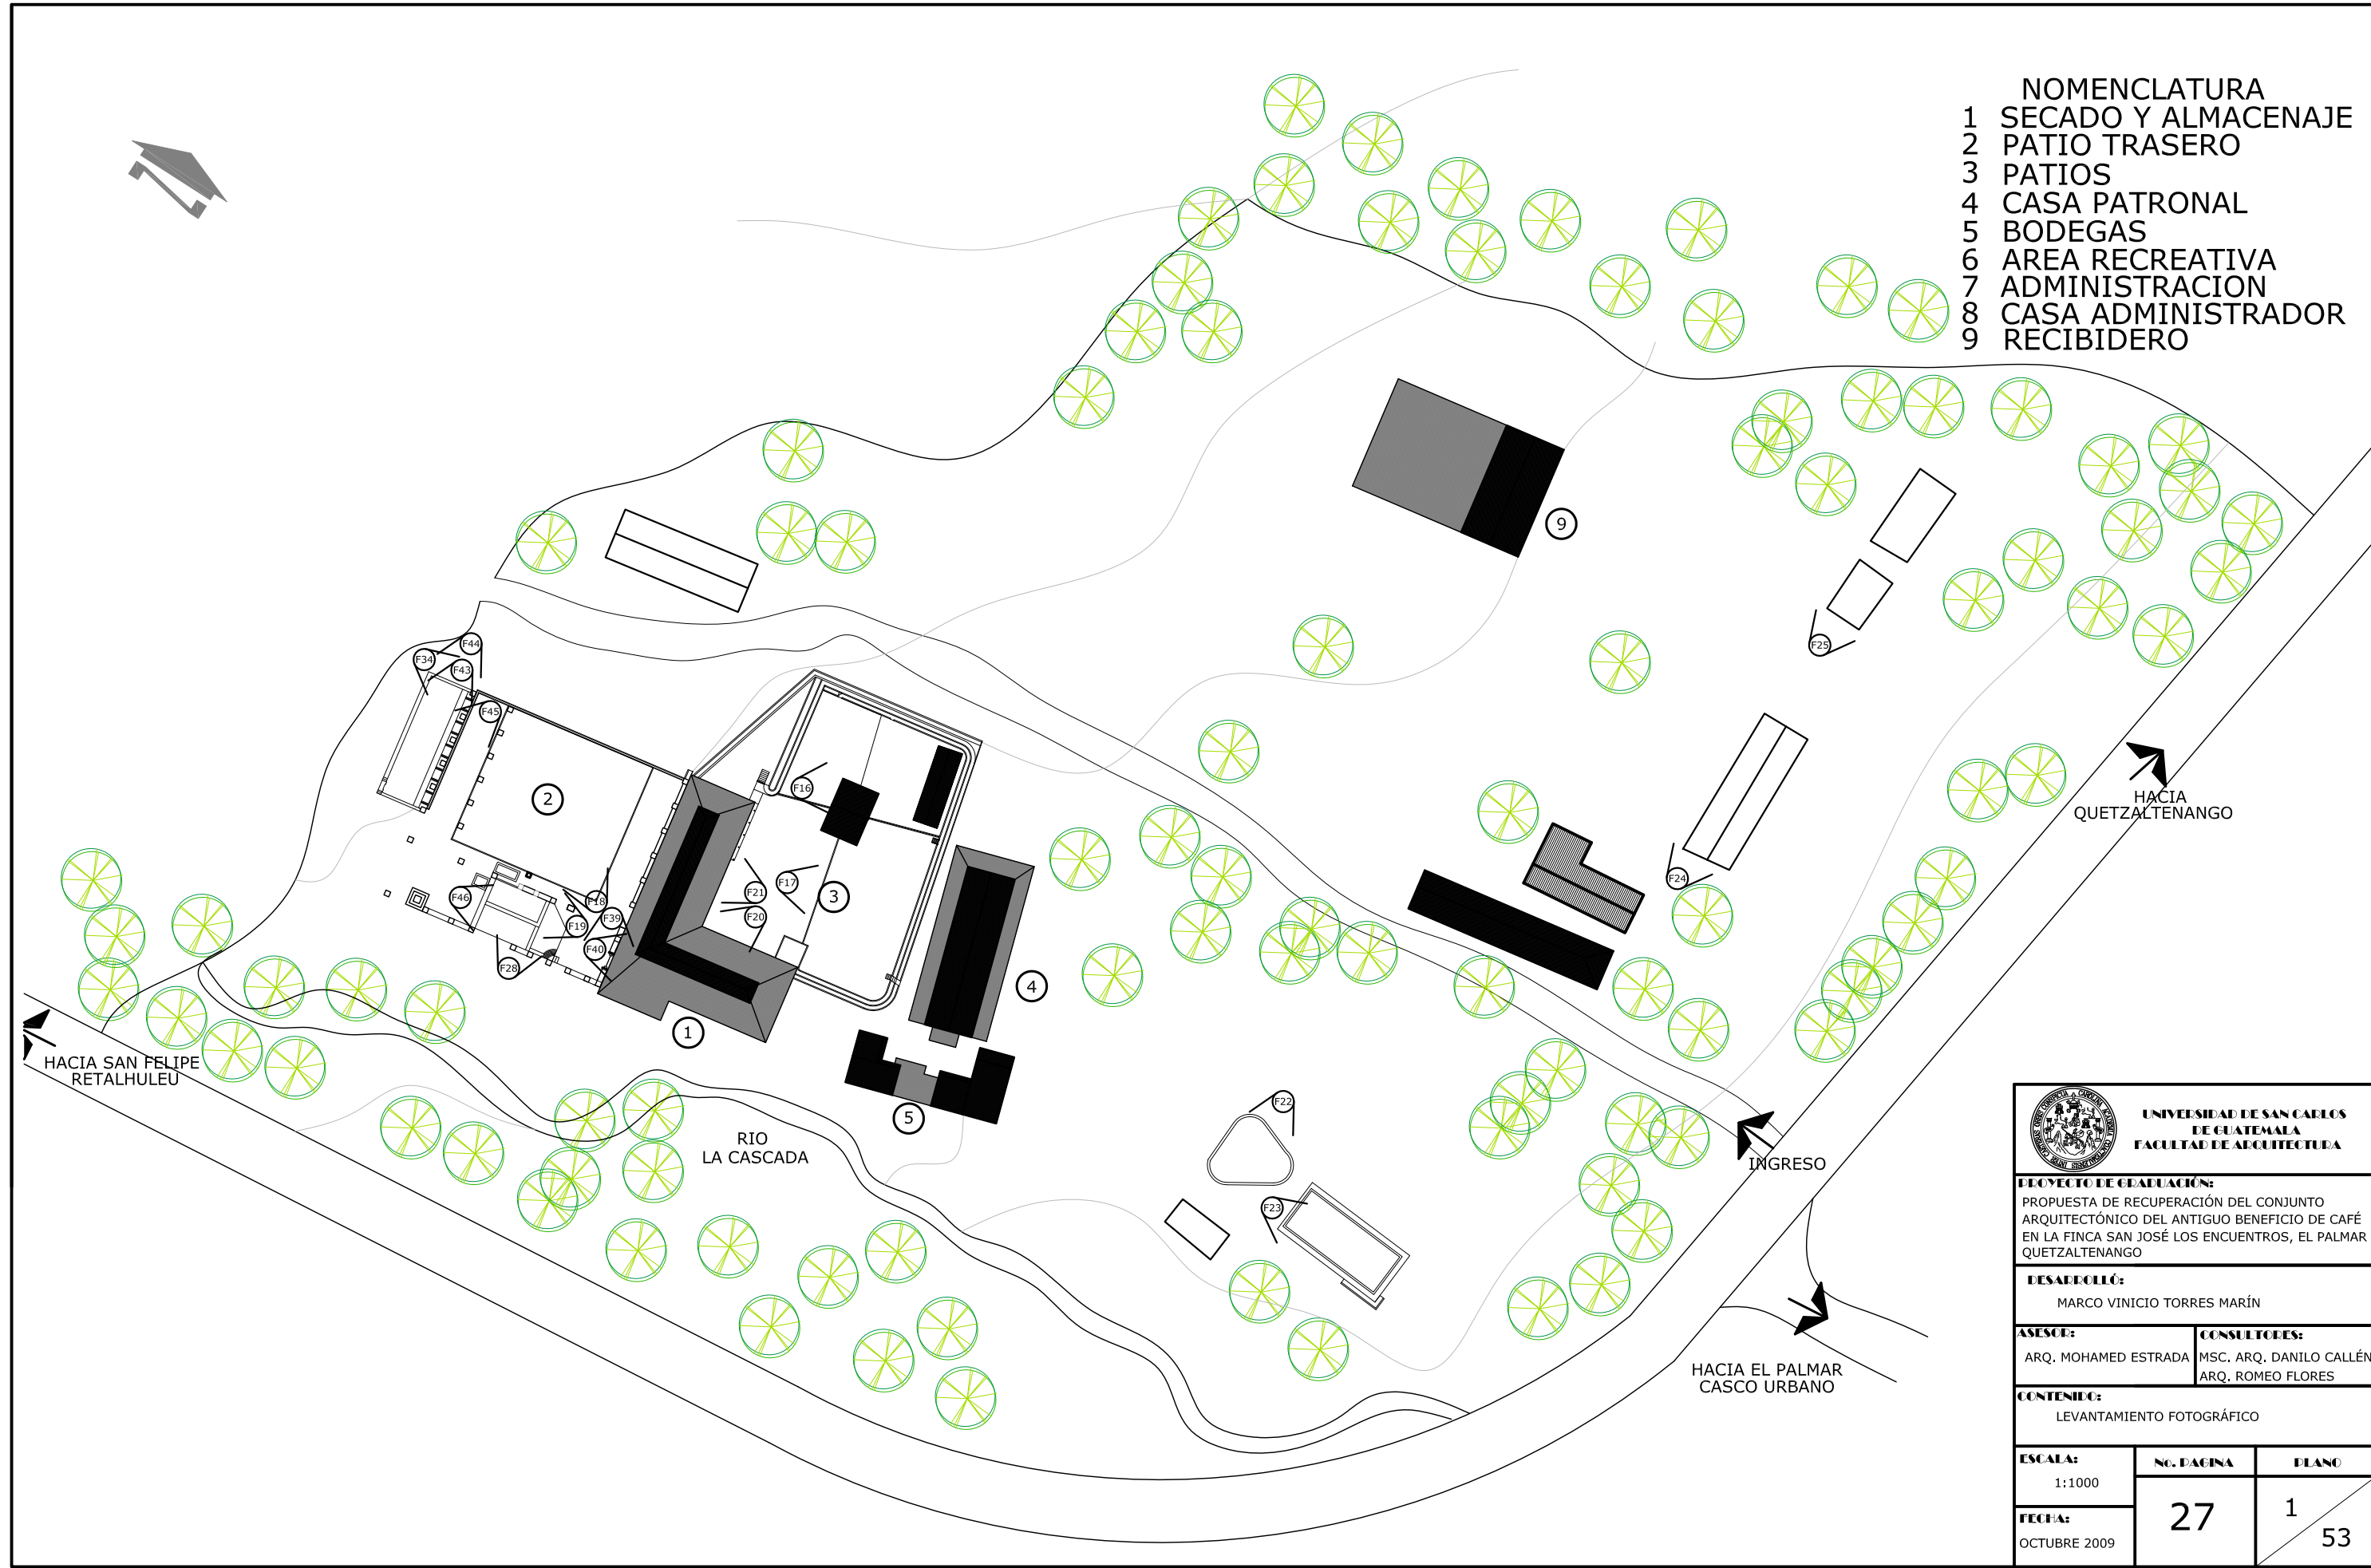 NOMENCLATURA
1 SECADO Y ALMACENAJE
2 PATIO TRASERO
3 PATIOS
4 CASA PATRONAL
5 BODEGAS
6 AREA RECREATIVA
7 ADMINISTRACION
8 CASA ADMINISTRADOR
9 RECIBIDERO
9
F44
F34
F43
F45
F25
2
F16
HACIA
QUETZALTENANGO
F46
F18
F39
F19
F40
F28
F21
F17
F20
3
F24
4
1
5
HACIA SAN FELIPE
RETALHULEU
RIO
LA CASCADA
F22
F23
INGRESO
HACIA EL PALMAR
CASCO URBANO
UNIVERSIDAD DE SAN CARLOS
DE GUATEMALA
FACULTAD DE ARQUITECTURA
PROYECTO DE GRADUACIÓN:
PROPUESTA DE RECUPERACIÓN DEL CONJUNTO
ARQUITECTÓNICO DEL ANTIGUO BENEFICIO DE CAFÉ
EN LA FINCA SAN JOSÉ LOS ENCUENTROS, EL PALMAR
QUETZALTENANGO
DESARROLLÓ:
MARCO VINICIO TORRES MARÍN
ASESOR:
ARQ. MOHAMED ESTRADA
CONSULTORES:
MSC. ARQ. DANILO CALLÉN
ARQ. ROMEO FLORES
CONTENIDO:
LEVANTAMIENTO FOTOGRÁFICO
ESCALA:
1:1000
FECHA:
OCTUBRE 2009
No. PAGINA
27
PLANO
1
53